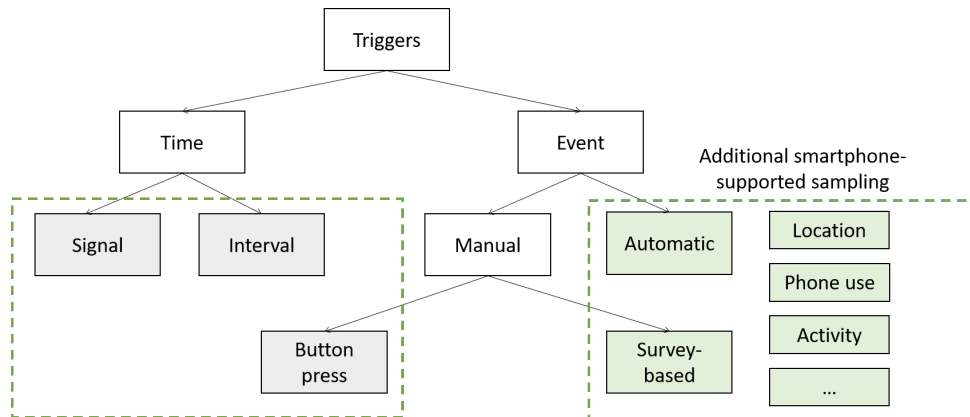 Triggers
Time
Event
Additional smartphone-
supported sampling
Signal
Interval
Manual
Automatic
Location
Phone use
Button
press
Survey-
based
Activity
...